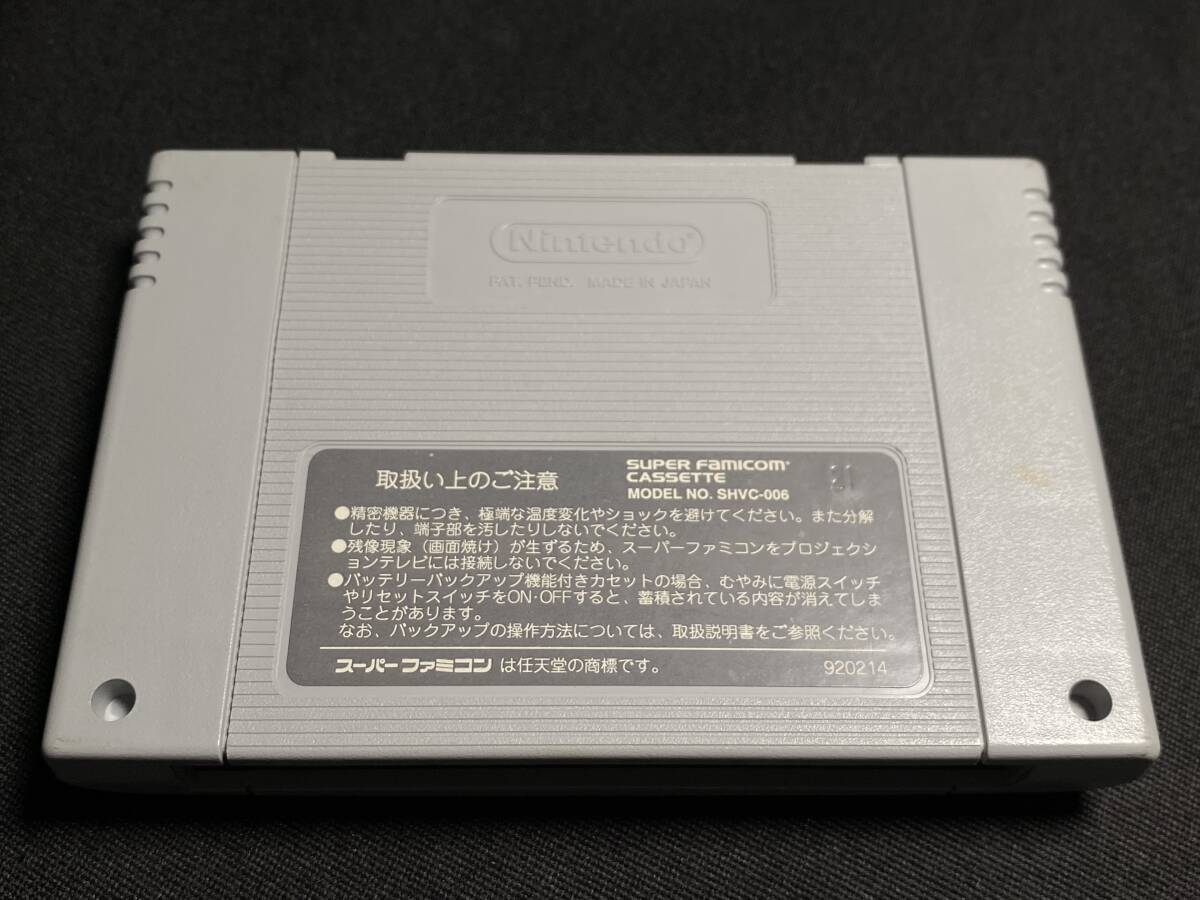 Nintendo®
PAT. PEND. MADE IN JAPAN
取扱い上のご注意
SUPER FAMICOM®
CASSETTE
MODEL NO. SHVC-006
●精密機器につき、極端な温度変化やショックを避けてください。また分解
したり、端子部を汚したりしないでください。
●残像現象（画面焼け）が生ずるため、スーパーファミコンをプロジェクシ
ョンテレビには接続しないでください。
●バッテリーバックアップ機能付きカセットの場合、むやみに電源スイッチ
やリセットスイッチをON・OFFすると、蓄積されている内容が消えてしま
うことがあります。
なお、バックアップの操作方法については、取扱説明書をご参照ください。
スーパーファミコン は任天堂の商標です。
920214